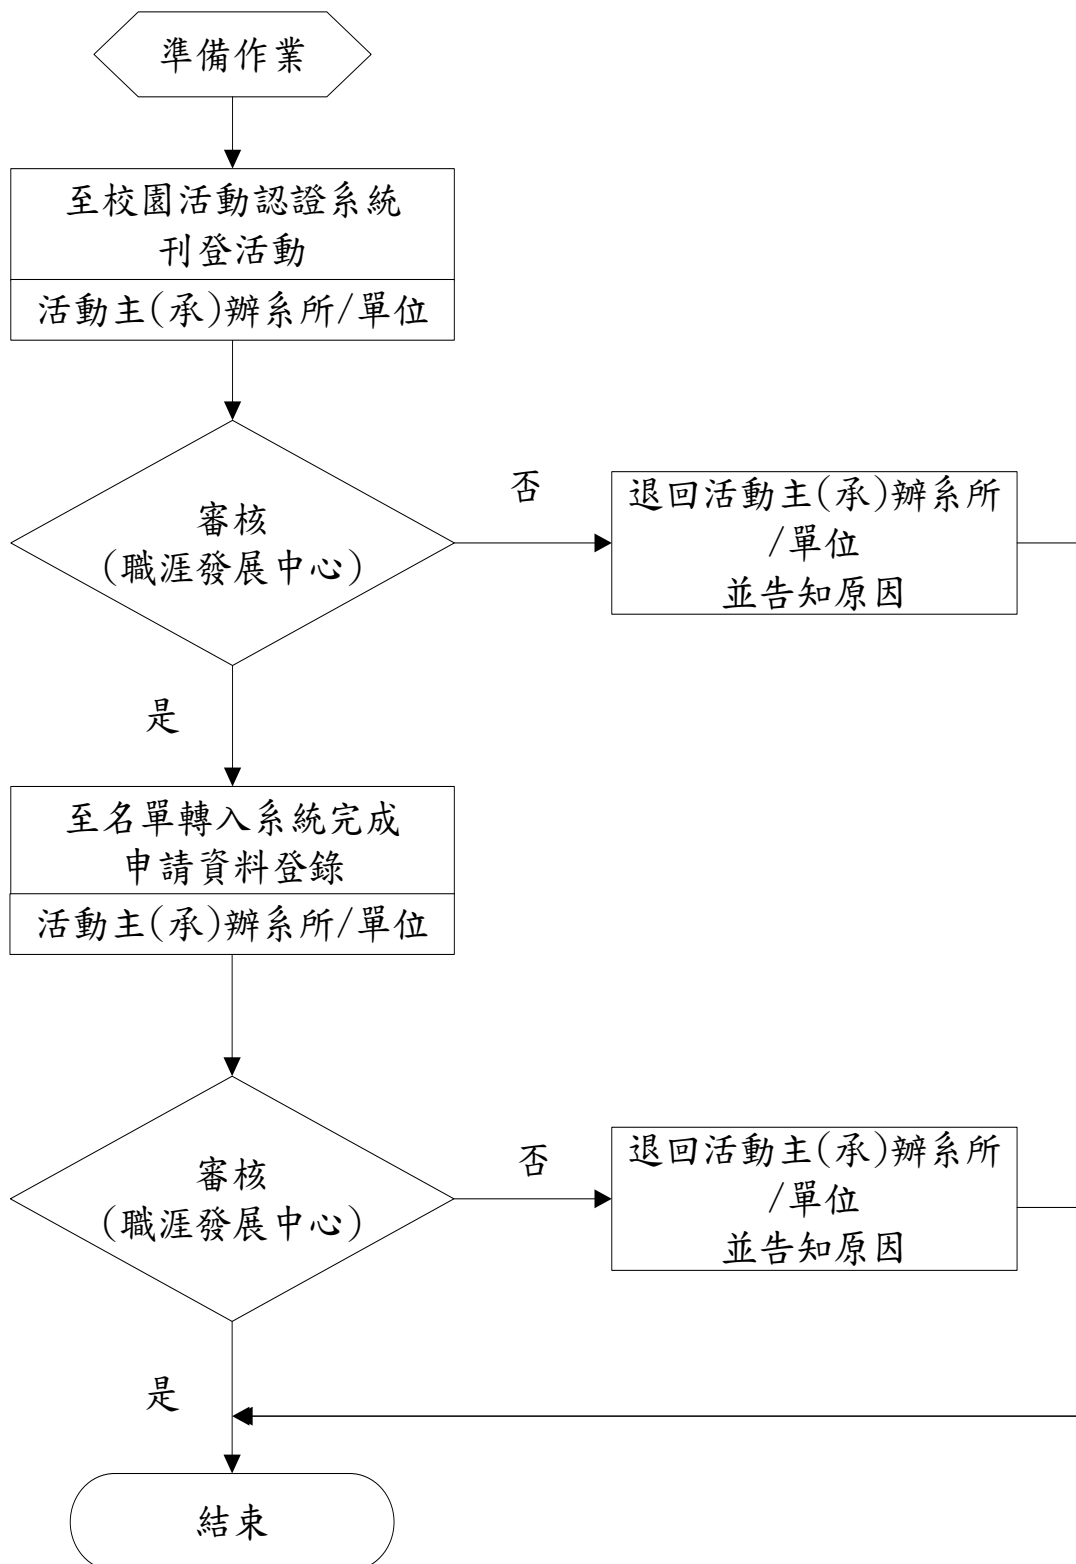 準備作業
至校園活動認證系統
刊登活動
活動主(承)辦系所/單位
審核
(職涯發展中心)
否
退回活動主(承)辦系所
/單位
並告知原因
是
至名單轉入系統完成
申請資料登錄
活動主(承)辦系所/單位
審核
(職涯發展中心)
否
退回活動主(承)辦系所
/單位
並告知原因
是
結束